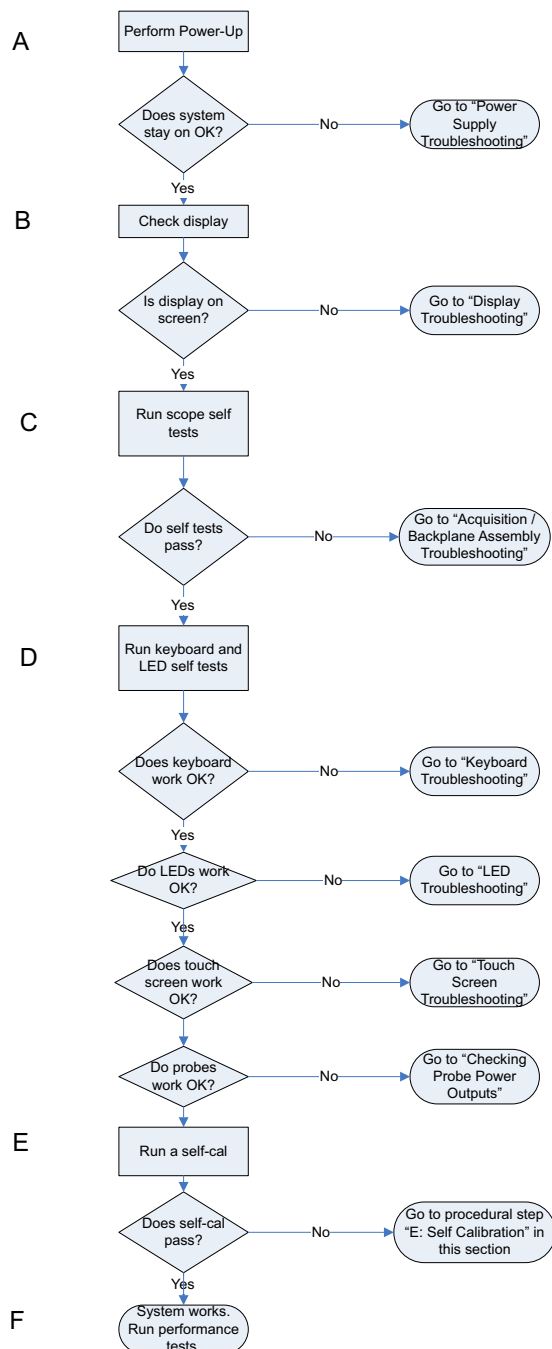 A
Perform Power-Up
Does system
stay on OK?
No
Go to “Power
Supply
Troubleshooting”
Yes
B
Check display
Is display on
screen?
No
Go to “Display
Troubleshooting”
Yes
C
Run scope self
tests
Do self tests
pass?
No
Go to “Acquisition /
Backplane Assembly
Troubleshooting”
Yes
D
Run keyboard and
LED self tests
Does keyboard
work OK?
No
Go to “Keyboard
Troubleshooting”
Yes
Do LEDs work
OK?
No
Go to “LED
Troubleshooting”
Yes
Does touch
screen work
OK?
No
Go to “Touch
Screen
Troubleshooting”
Do probes
work OK?
No
Go to “Checking
Probe Power
Outputs”
E
Run a self-cal
Does self-cal
pass?
No
Go to procedural step
“E: Self Calibration” in
this section
Yes
F
System works.
Run performance
tests